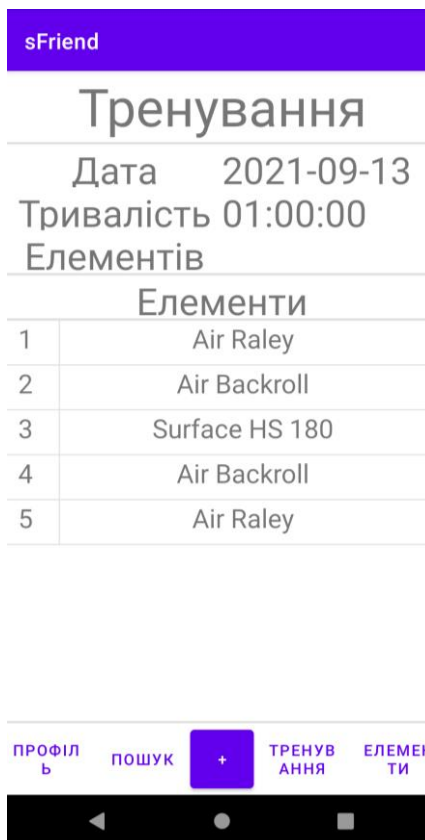 sFriend
Тренування
Дата 2021-09-13
Тривалість 01:00:00
Елементів
Елементи
1 Air Raley
2 Air Backroll
3 Surface HS 180
4 Air Backroll
5 Air Raley
ПРОФІЛ
Ь
ПОШУК
+
ТРЕНУВ
АННЯ
ЕЛЕМЕН
ТИ